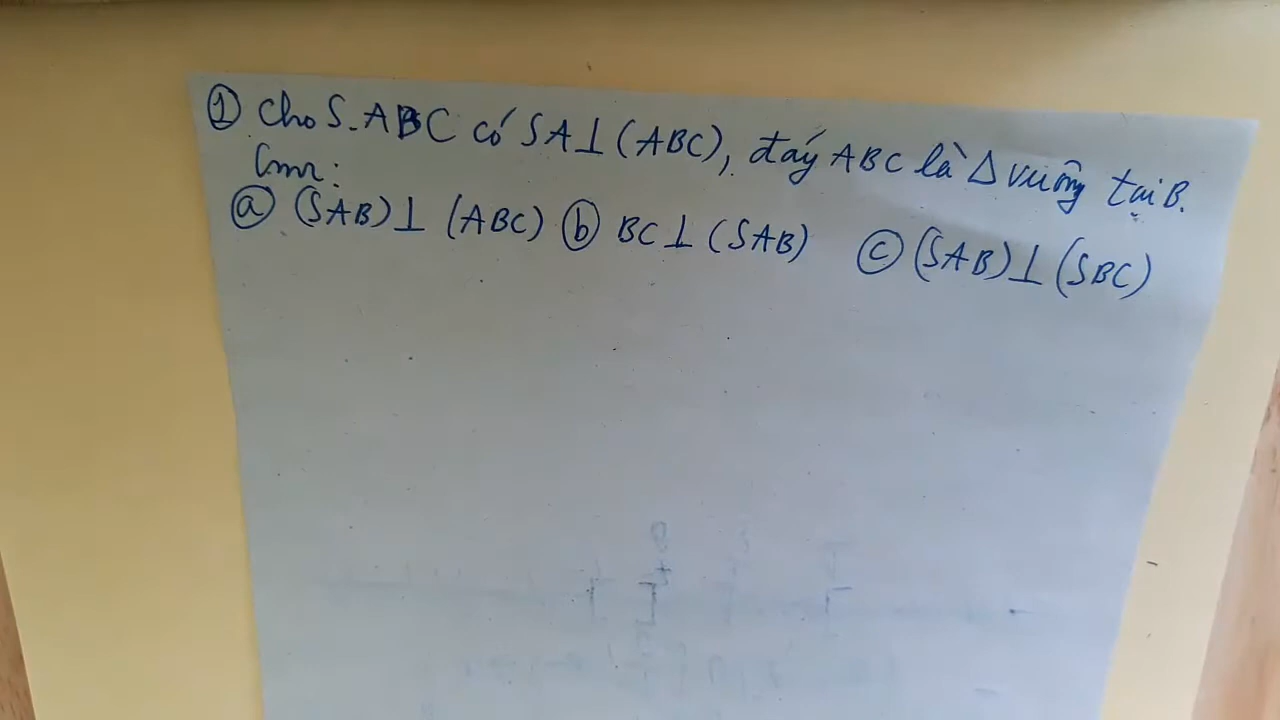 ① Cho S.ABC có SA⊥(ABC), đáy ABC là Δ vuông tại B.
Cmr:
ⓐ (SAB)⊥(ABC) ⓑ BC⊥(SAB) ⓒ (SAB)⊥(SBC)